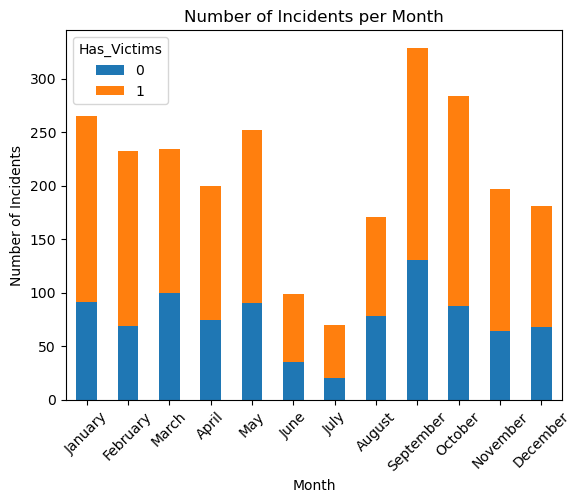 Number of Incidents per Month
Has_Victims
0
1
Number of Incidents
300
250
200
150
100
50
0
January
February
March
April
May
June
July
August
September
October
November
December
Month